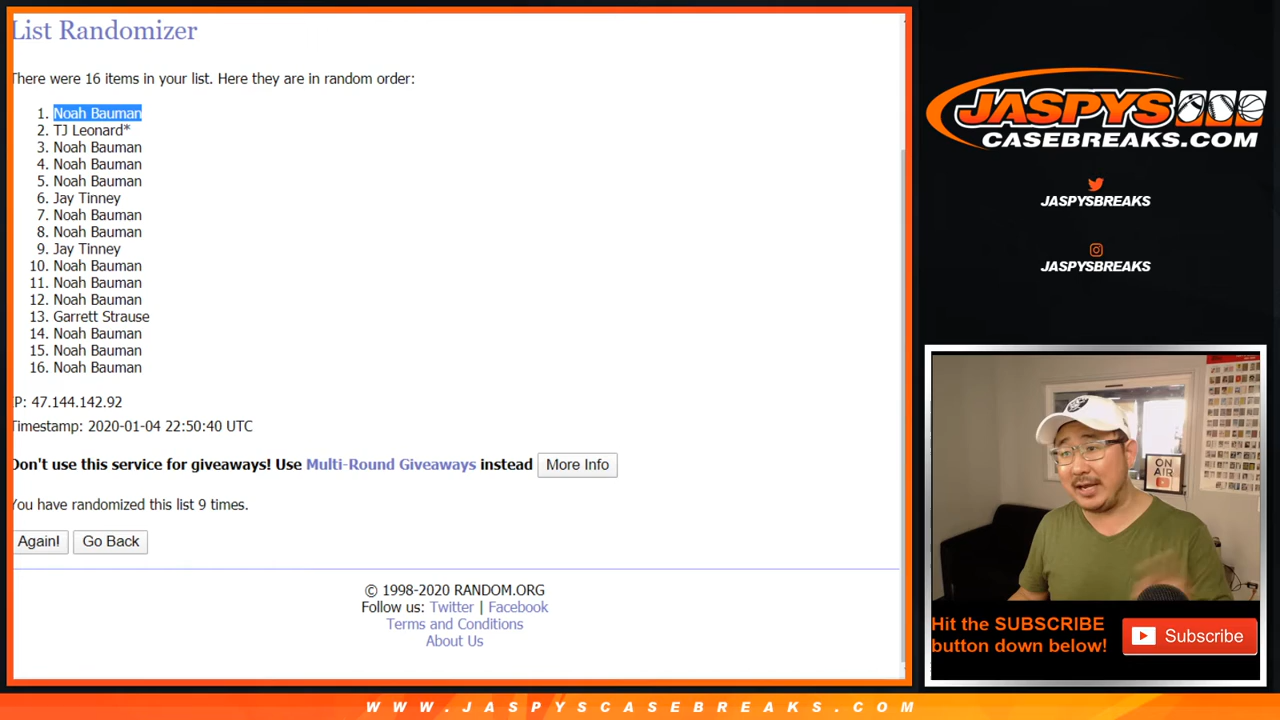 List Randomizer
There were 16 items in your list. Here they are in random order:
1. Noah Bauman
2. TJ Leonard*
3. Noah Bauman
4. Noah Bauman
5. Noah Bauman
6. Jay Tinney
7. Noah Bauman
8. Noah Bauman
9. Jay Tinney
10. Noah Bauman
11. Noah Bauman
12. Noah Bauman
13. Garrett Strause
14. Noah Bauman
15. Noah Bauman
16. Noah Bauman
P: 47.144.142.92
Timestamp: 2020-01-04 22:50:40 UTC
Don't use this service for giveaways! Use Multi-Round Giveaways instead More Info
You have randomized this list 9 times.
Again! Go Back
© 1998-2020 RANDOM.ORG
Follow us: Twitter | Facebook
Terms and Conditions
About Us
JASPYS
CASEBREAKS.COM
JASPYSBREAKS
JASPYSBREAKS
ON
AIR
Hit the SUBSCRIBE
button down below!
Subscribe
WWW.JASPYSCASEBREAKS.COM